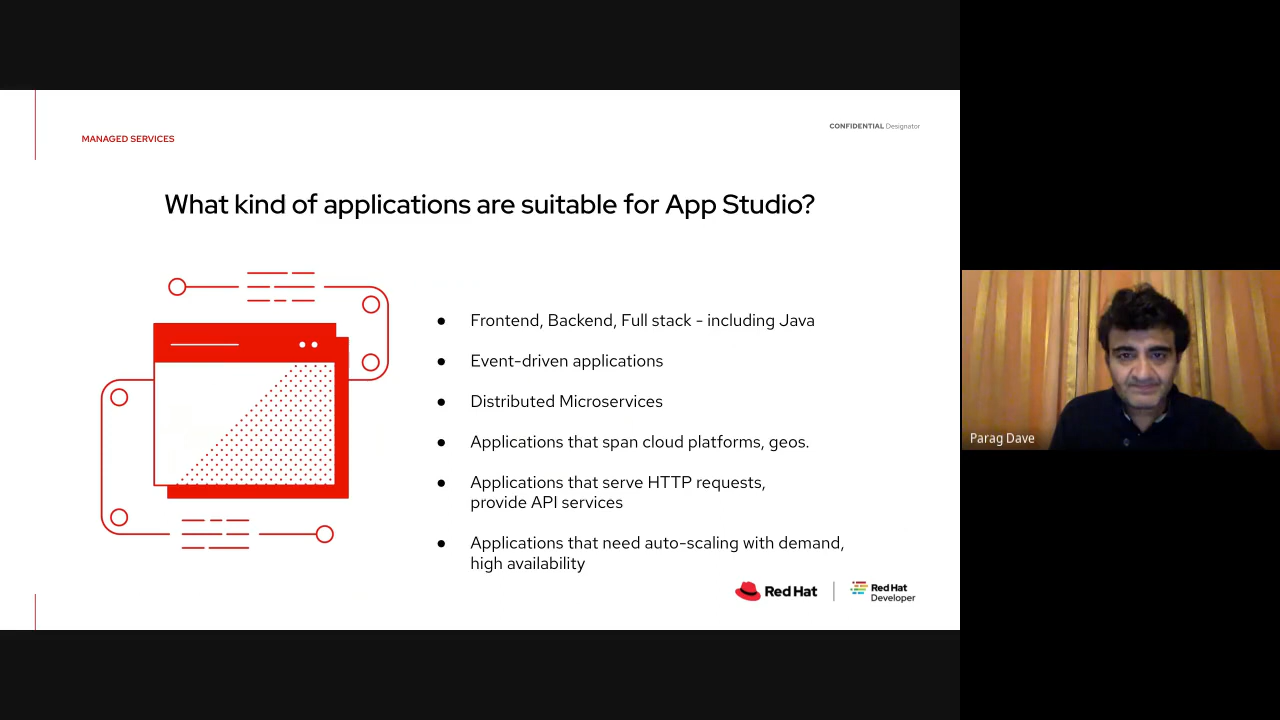 MANAGED SERVICES
CONFIDENTIAL Designator
What kind of applications are suitable for App Studio?
● Frontend, Backend, Full stack - including Java
● Event-driven applications
● Distributed Microservices
● Applications that span cloud platforms, geos.
● Applications that serve HTTP requests,
provide API services
● Applications that need auto-scaling with demand,
high availability
Red Hat
Red Hat
Developer
Parag Dave